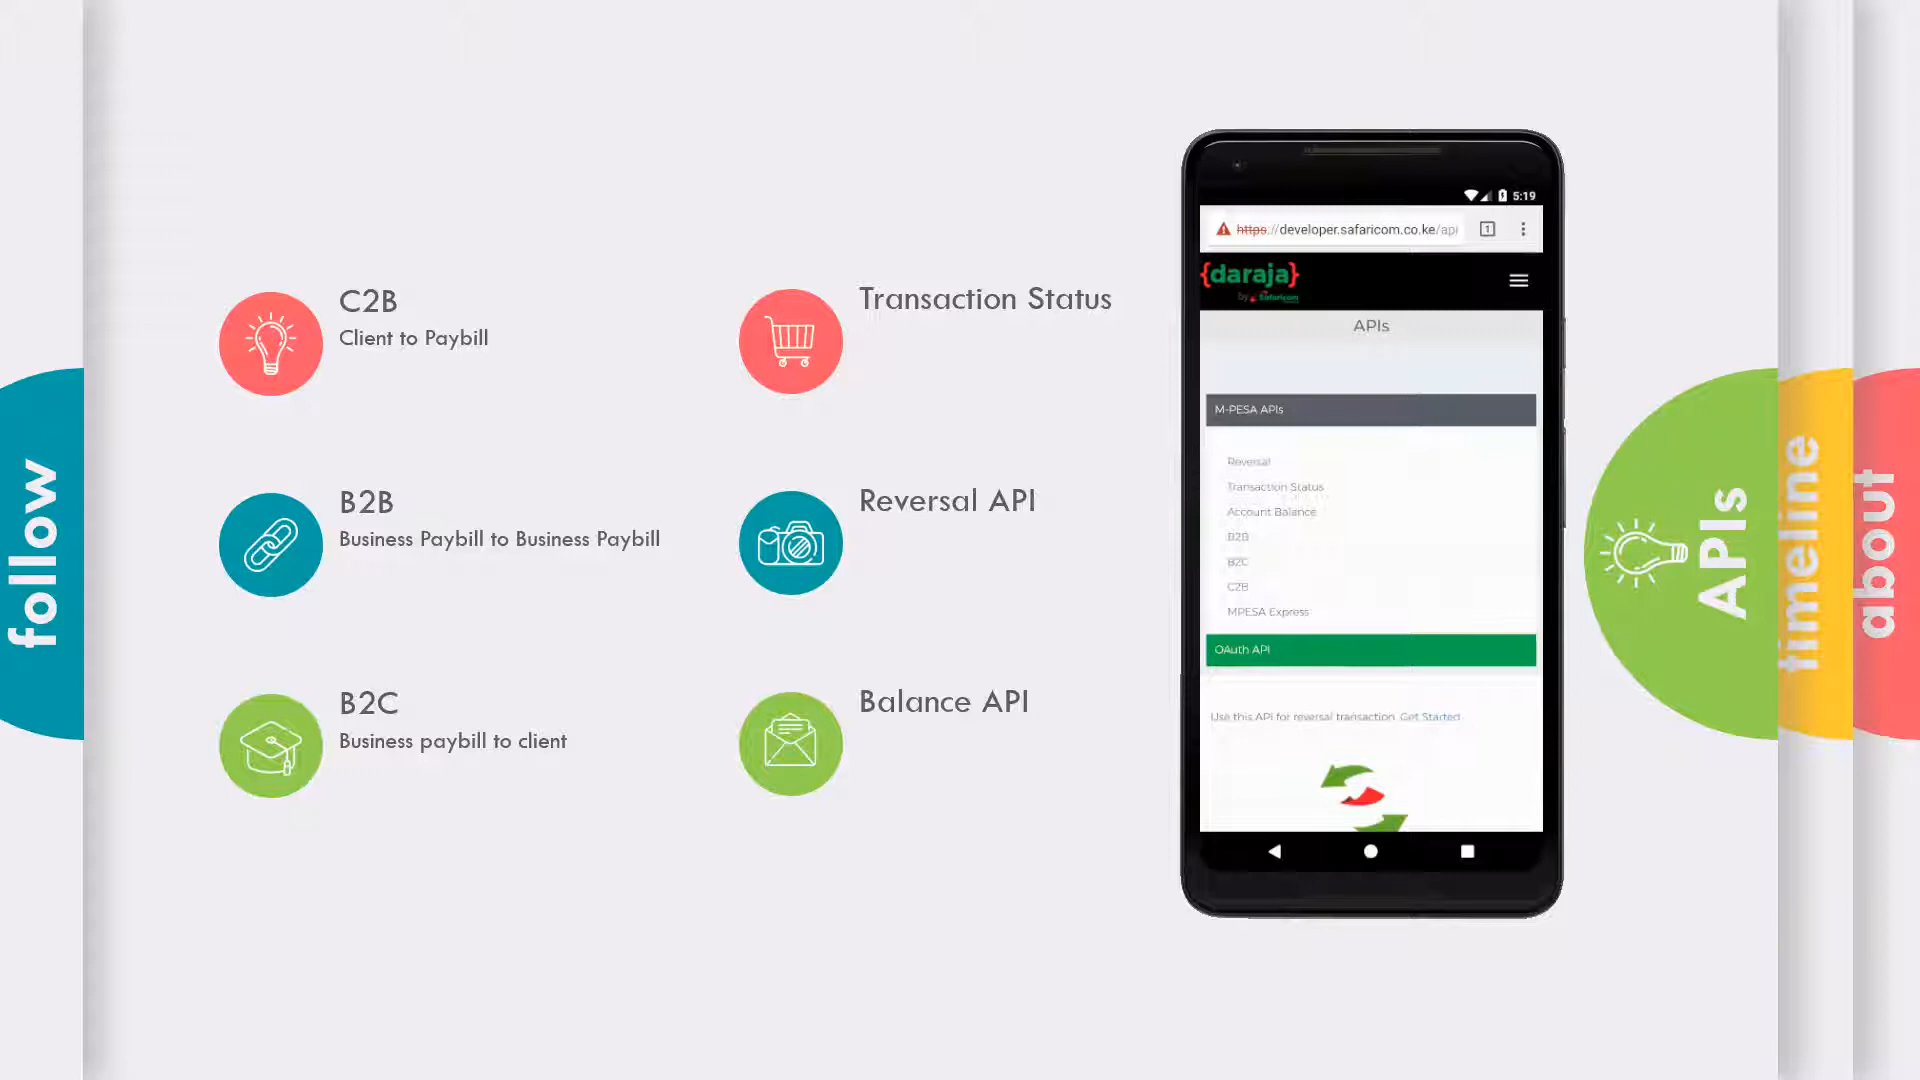 follow
C2B
Client to Paybill
B2B
Business Paybill to Business Paybill
B2C
Business paybill to client
Transaction Status
Reversal API
Balance API
5:19
1
https://developer.safaricom.co.ke/api
{daraja}
by Safaricom
APIs
M-PESA APIs
Reversal
Transaction Status
Account Balance
B2B
B2C
C2B
MPESA Express
OAuth API
Use this API for reversal transaction. Get Started
APIs
timeline
about